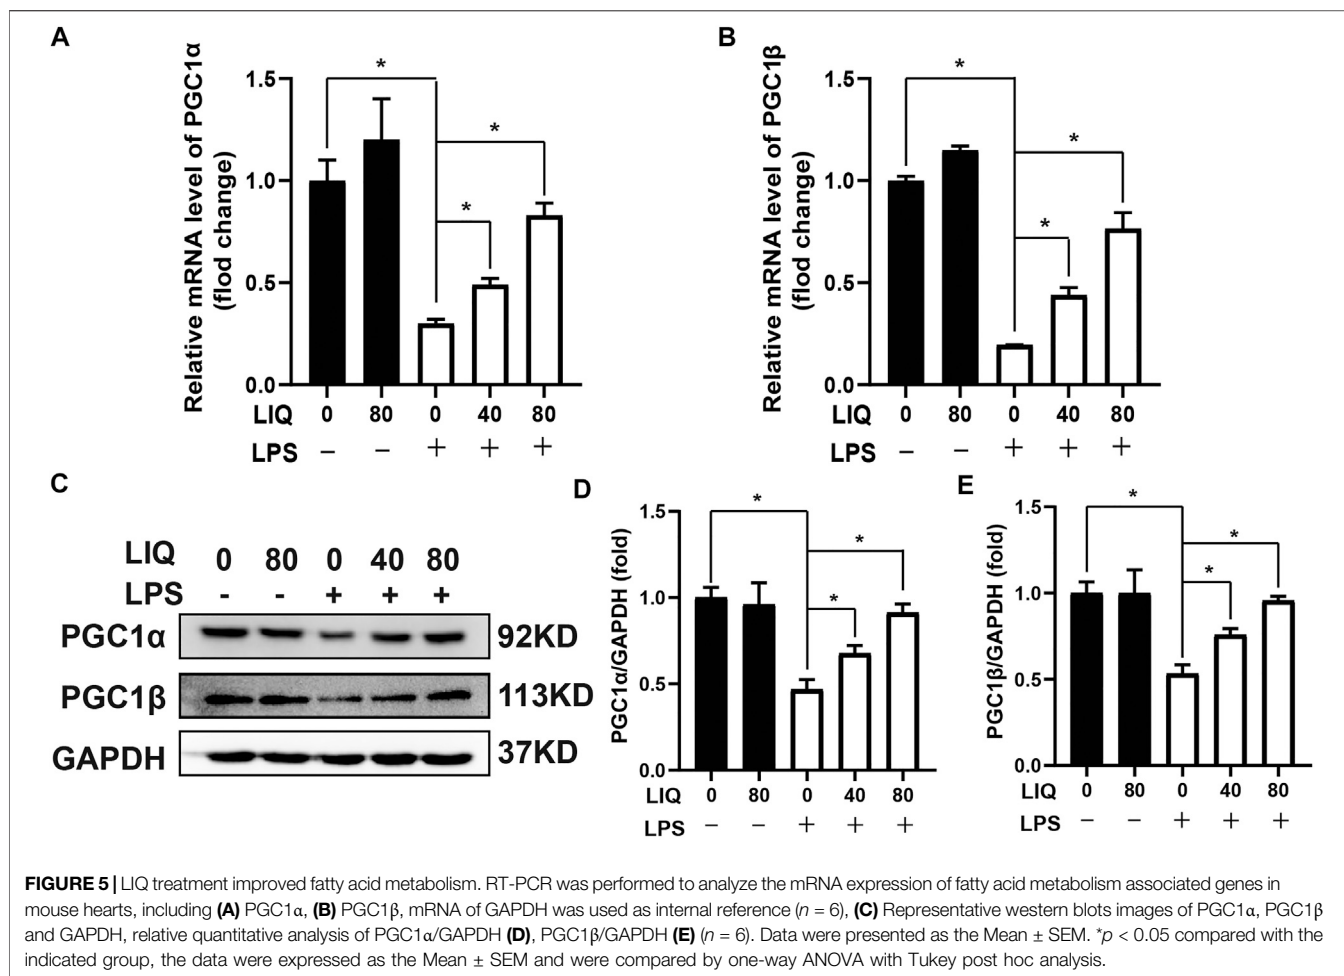 A
Relative mRNA level of PGC1α
(flod change)
1.5
1.0
0.5
0.0
*
*
*
LIQ 0 80 0 40 80
LPS − − + + +
B
Relative mRNA level of PGC1β
(flod change)
1.5
1.0
0.5
0.0
*
*
*
LIQ 0 80 0 40 80
LPS − − + + +
C
LIQ 0 80 0 40 80
LPS - - + + +
PGC1α 92KD
PGC1β 113KD
GAPDH 37KD
D
PGC1α/GAPDH (fold)
1.5
1.0
0.5
0.0
*
*
*
LIQ 0 80 0 40 80
LPS − − + + +
E
PGC1β/GAPDH (fold)
1.5
1.0
0.5
0.0
*
*
*
LIQ 0 80 0 40 80
LPS − − + + +
FIGURE 5 | LIQ treatment improved fatty acid metabolism. RT-PCR was performed to analyze the mRNA expression of fatty acid metabolism associated genes in
mouse hearts, including (A) PGC1α, (B) PGC1β, mRNA of GAPDH was used as internal reference (n = 6), (C) Representative western blots images of PGC1α, PGC1β
and GAPDH, relative quantitative analysis of PGC1α/GAPDH (D), PGC1β/GAPDH (E) (n = 6). Data were presented as the Mean ± SEM. *p < 0.05 compared with the
indicated group, the data were expressed as the Mean ± SEM and were compared by one-way ANOVA with Tukey post hoc analysis.